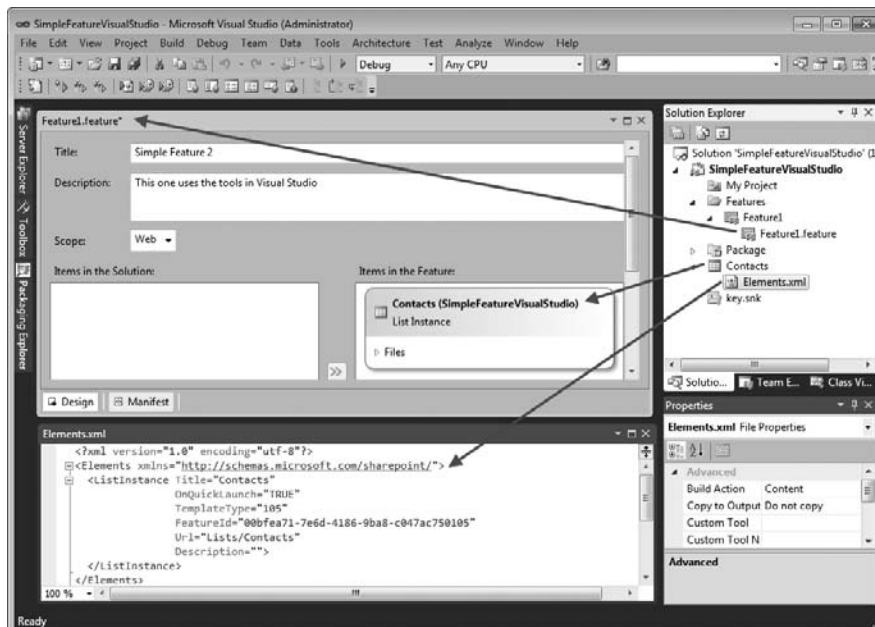 SimpleFeatureVisualStudio - Microsoft Visual Studio (Administrator)
File Edit View Project Build Debug Team Data Tools Architecture Test Analyze Window Help
Debug Any CPU
Server Explorer
Toolbox
Packaging Explorer
Feature1.feature*
Title: Simple Feature 2
Description: This one uses the tools in Visual Studio
Scope: Web
Items in the Solution: Items in the Feature:
Contacts (SimpleFeatureVisualStudio)
List Instance
Files
Design Manifest
Elements.xml
<?xml version="1.0" encoding="utf-8"?>
<Elements xmlns="http://schemas.microsoft.com/sharepoint/">
<ListInstance Title="Contacts"
OnQuickLaunch="TRUE"
TemplateType="105"
FeatureId="00bfea71-7e6d-4186-9ba8-c047ac750105"
Url="Lists/Contacts"
Description="">
</ListInstance>
</Elements>
100 %
Ready
Solution Explorer
Solution 'SimpleFeatureVisualStudio' (1
SimpleFeatureVisualStudio
My Project
Features
Feature1
Feature1.feature
Package
Contacts
Elements.xml
key.snk
Solutio... Team E... Class Vi...
Properties
Elements.xml File Properties
Advanced
Build Action Content
Copy to Output Do not copy
Custom Tool
Custom Tool N
Advanced